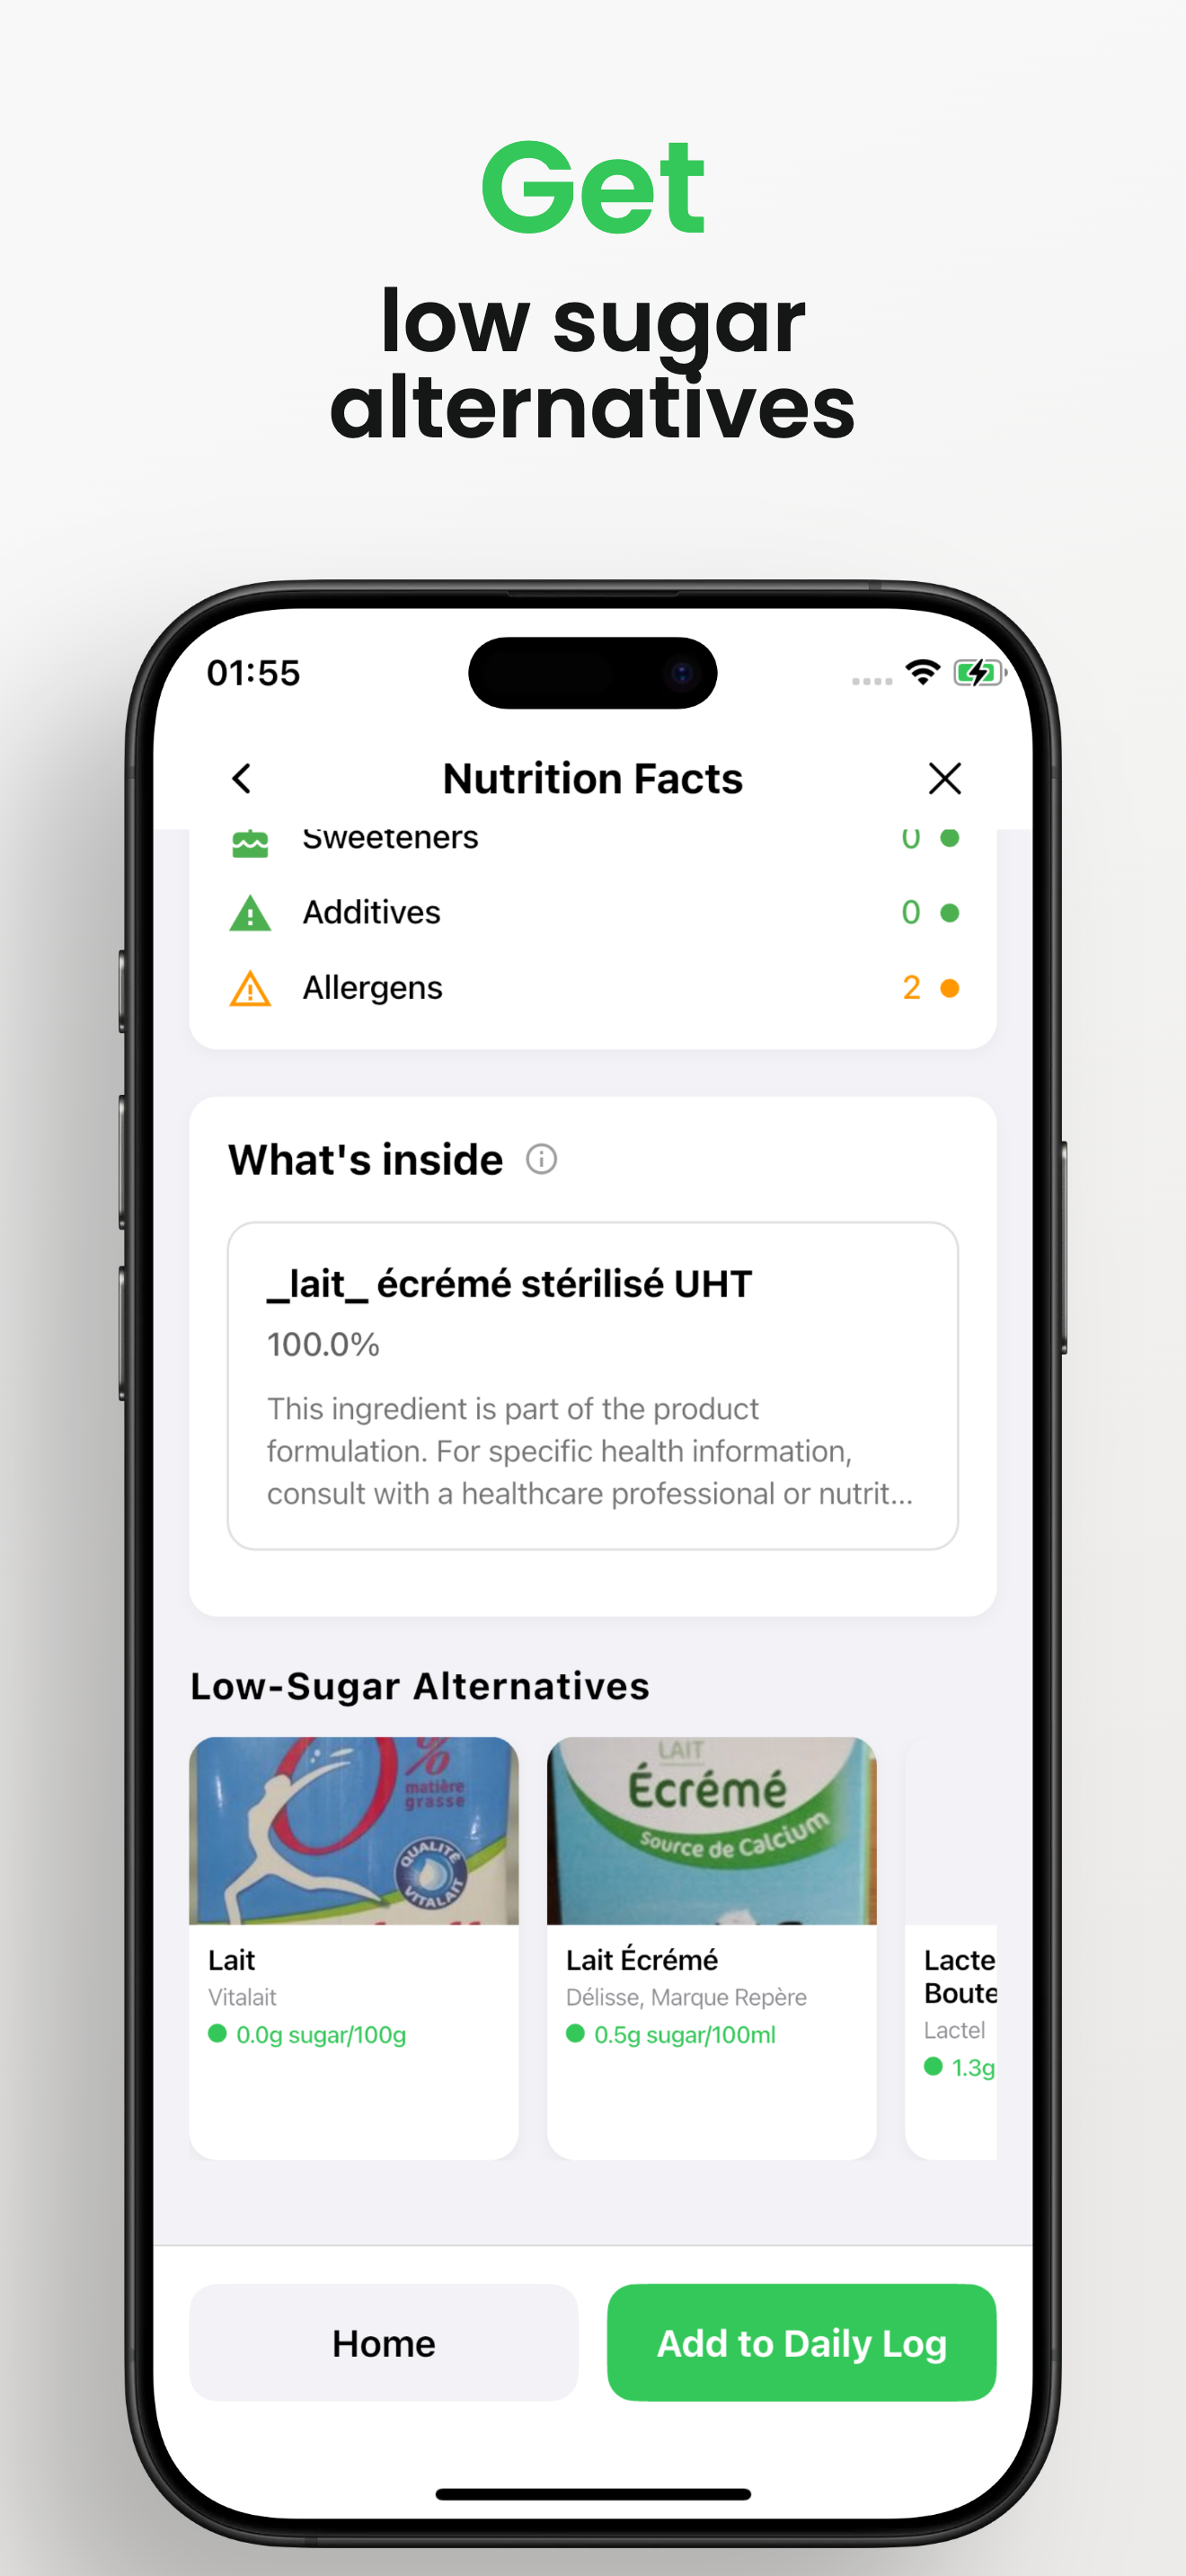 Get
low sugar
alternatives
01:55
Nutrition Facts
Sweeteners 0
Additives 0
Allergens 2
What's inside
_lait_ écrémé stérilisé UHT
100.0%
This ingredient is part of the product
formulation. For specific health information,
consult with a healthcare professional or nutrit...
Low-Sugar Alternatives
%
matière
grasse
QUALITÉ
VITALAIT
LAIT
Écrémé
Source de Calcium
Lait
Vitalait
0.0g sugar/100g
Lait Écrémé
Délisse, Marque Repère
0.5g sugar/100ml
Lacte
Boute
Lactel
1.3g
Home
Add to Daily Log